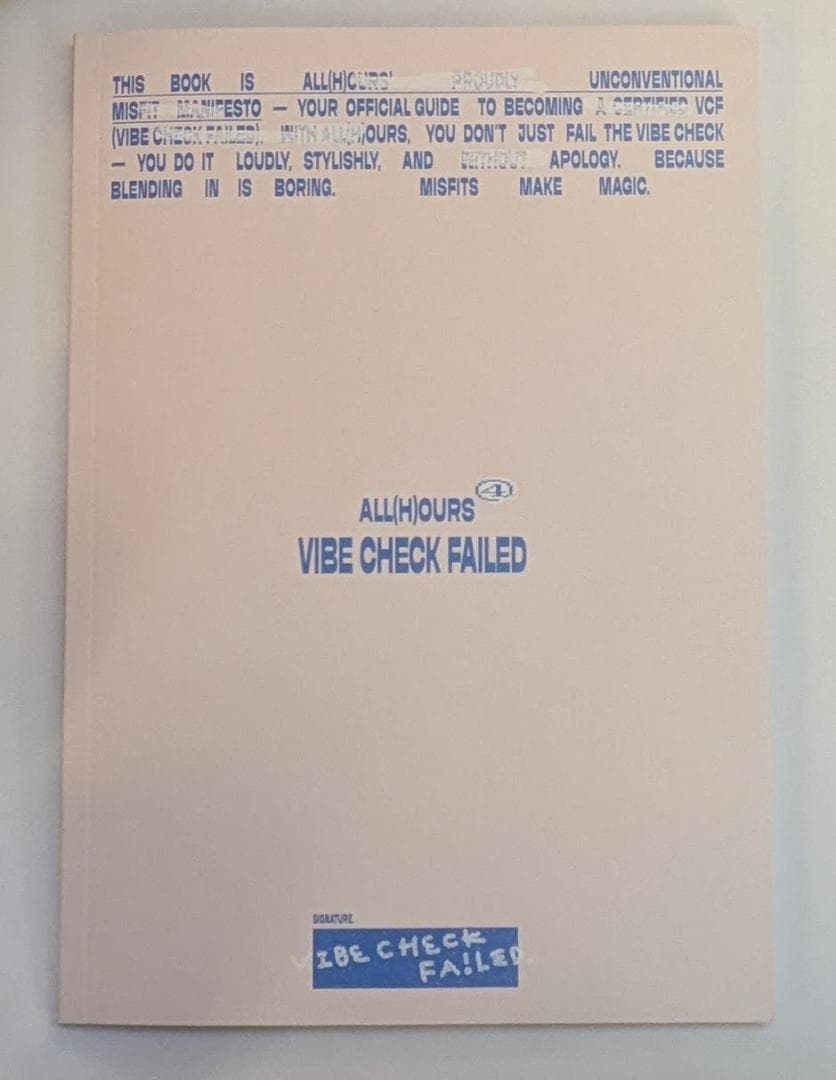 THIS BOOK IS ALL(H)OURS' PROUDLY UNCONVENTIONAL
MISFIT MANIFESTO — YOUR OFFICIAL GUIDE TO BECOMING A CERTIFIED VCF
(VIBE CHECK FAILED). WITH ALL(H)OURS, YOU DON'T JUST FAIL THE VIBE CHECK
— YOU DO IT LOUDLY, STYLISHLY, AND WITHOUT APOLOGY. BECAUSE
BLENDING IN IS BORING. MISFITS MAKE MAGIC.
ALL(H)OURS 4
VIBE CHECK FAILED
SIGNATURE.
VIBE CHECK
FA!LED.